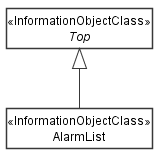 «InformationObjectClass»
Top
«InformationObjectClass»
AlarmList